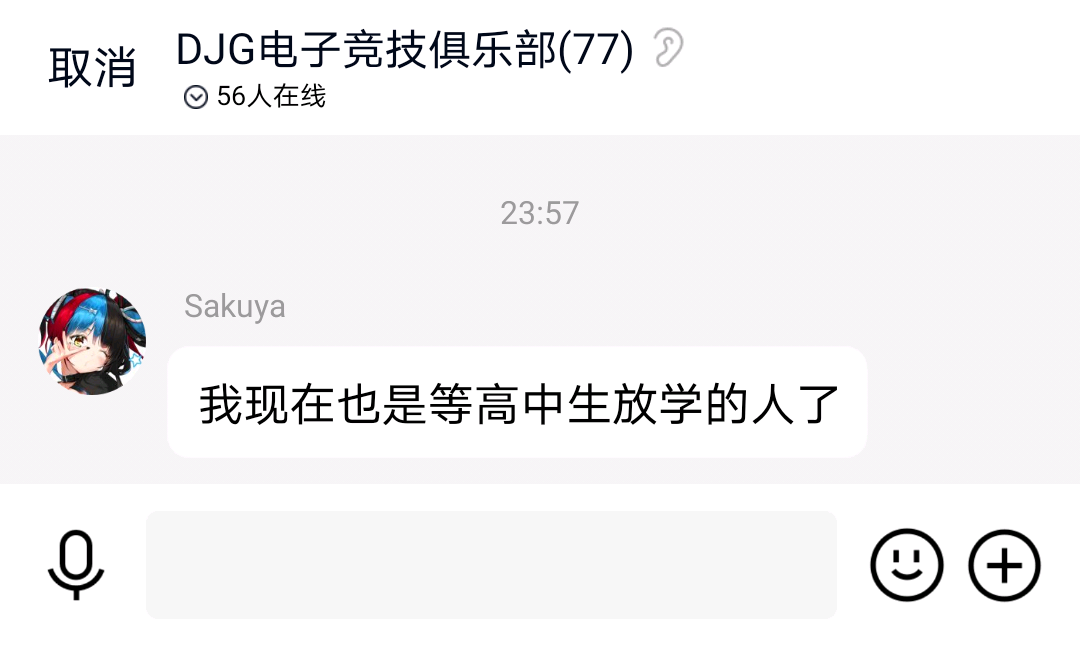 取消
DJG电子竞技俱乐部(77)
56人在线
23:57
Sakuya
我现在也是等高中生放学的人了